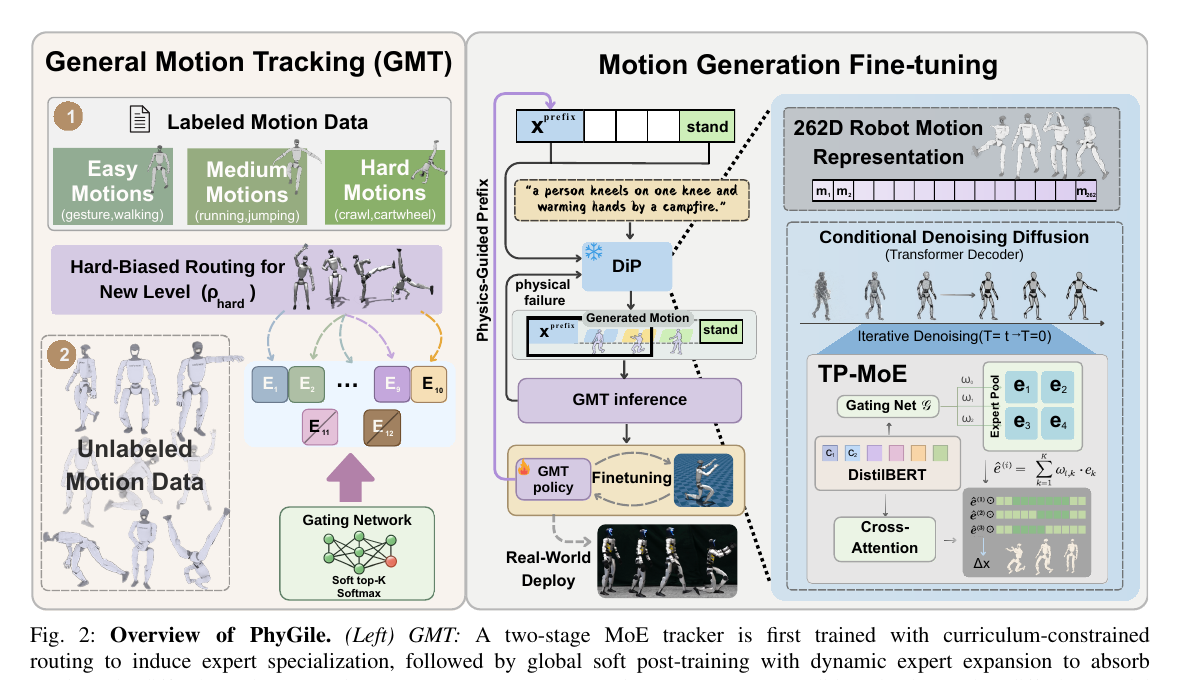 General Motion Tracking (GMT)
1
Labeled Motion Data
Easy
Motions
(gesture,walking)
Medium
Motions
(running,jumping)
Hard
Motions
(crawl,cartwheel)
Hard-Biased Routing for
New Level (ρhard )
2
Unlabeled
Motion Data
E1
E2
...
E9
E10
E11
E12
Gating Network
Soft top-K
Softmax
Motion Generation Fine-tuning
Physics-Guided Prefix
xprefix
stand
“a person kneels on one knee and
warming hands by a campfire.”
DiP
physical
failure
Generated Motion
xprefix
stand
GMT inference
GMT
policy
Finetuning
Real-World
Deploy
262D Robot Motion
Representation
m1 m2 m262
Conditional Denoising Diffusion
(Transformer Decoder)
Iterative Denoising(T= t→T=0)
TP-MoE
Gating Net 𝒢
Expert Pool
e1 e2
e3 e4
C1 C2
DistilBERT
ê(i) = ∑Kk=1 ωi,k · ek
Cross-
Attention
ê(1) ⊙
ê(2) ⊙
ê(3) ⊙
Δx
Fig. 2: Overview of PhyGile. (Left) GMT: A two-stage MoE tracker is first trained with curriculum-constrained
routing to induce expert specialization, followed by global soft post-training with dynamic expert expansion to absorb